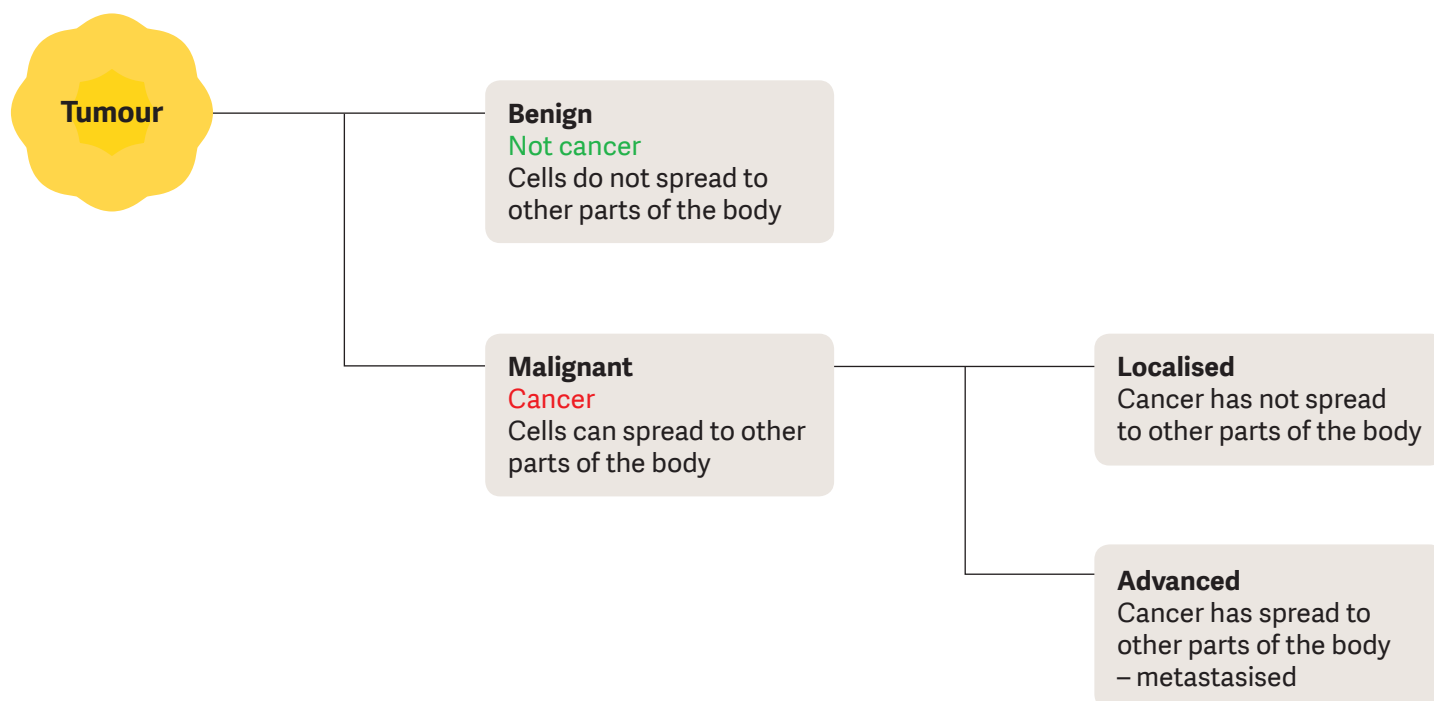 Tumour
Benign
Not cancer
Cells do not spread to
other parts of the body
Malignant
Cancer
Cells can spread to other
parts of the body
Localised
Cancer has not spread
to other parts of the body
Advanced
Cancer has spread to
other parts of the body
– metastasised